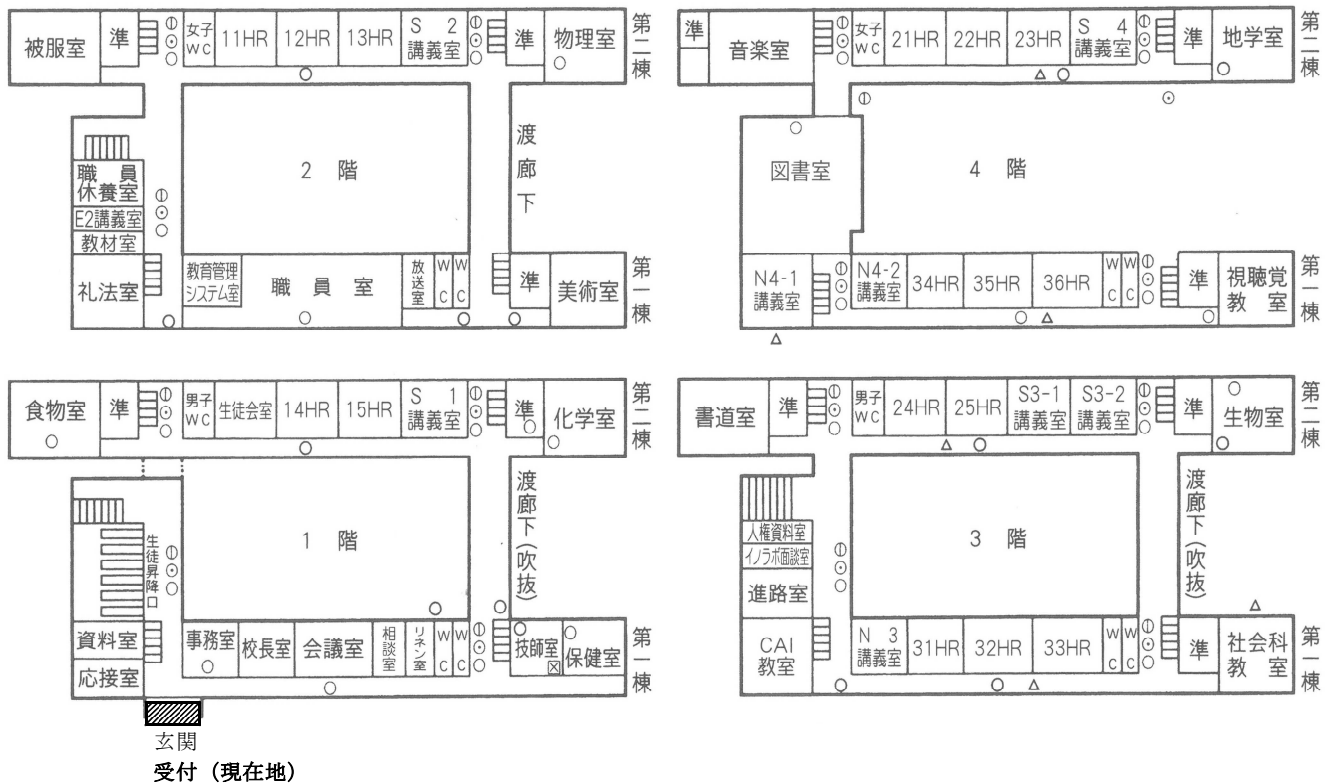 被服室
準
女子
WC
11HR
12HR
13HR
S 2
講義室
準
物理室
第二棟
2 階
渡廊下
職員
休養室
E2講義室
教材室
礼法室
教育管理
システム室
職員室
放送室
WC
WC
準
美術室
第一棟
準
音楽室
女子
WC
21HR
22HR
23HR
S 4
講義室
準
地学室
第二棟
図書室
4 階
N4-1
講義室
N4-2
講義室
34HR
35HR
36HR
WC
WC
準
視聴覚
教室
第一棟
食物室
準
男子
WC
生徒会室
14HR
15HR
S 1
講義室
準
化学室
第二棟
1 階
渡廊下(吹抜)
生徒昇降口
資料室
応接室
事務室
校長室
会議室
相談室
リネン室
WC
WC
技師室
保健室
第一棟
玄関
受付（現在地）
書道室
準
男子
WC
24HR
25HR
S3-1
講義室
S3-2
講義室
準
生物室
第二棟
3 階
渡廊下(吹抜)
人権資料室
イノラボ面談室
進路室
CAI
教室
N 3
講義室
31HR
32HR
33HR
WC
WC
準
社会科
教室
第一棟